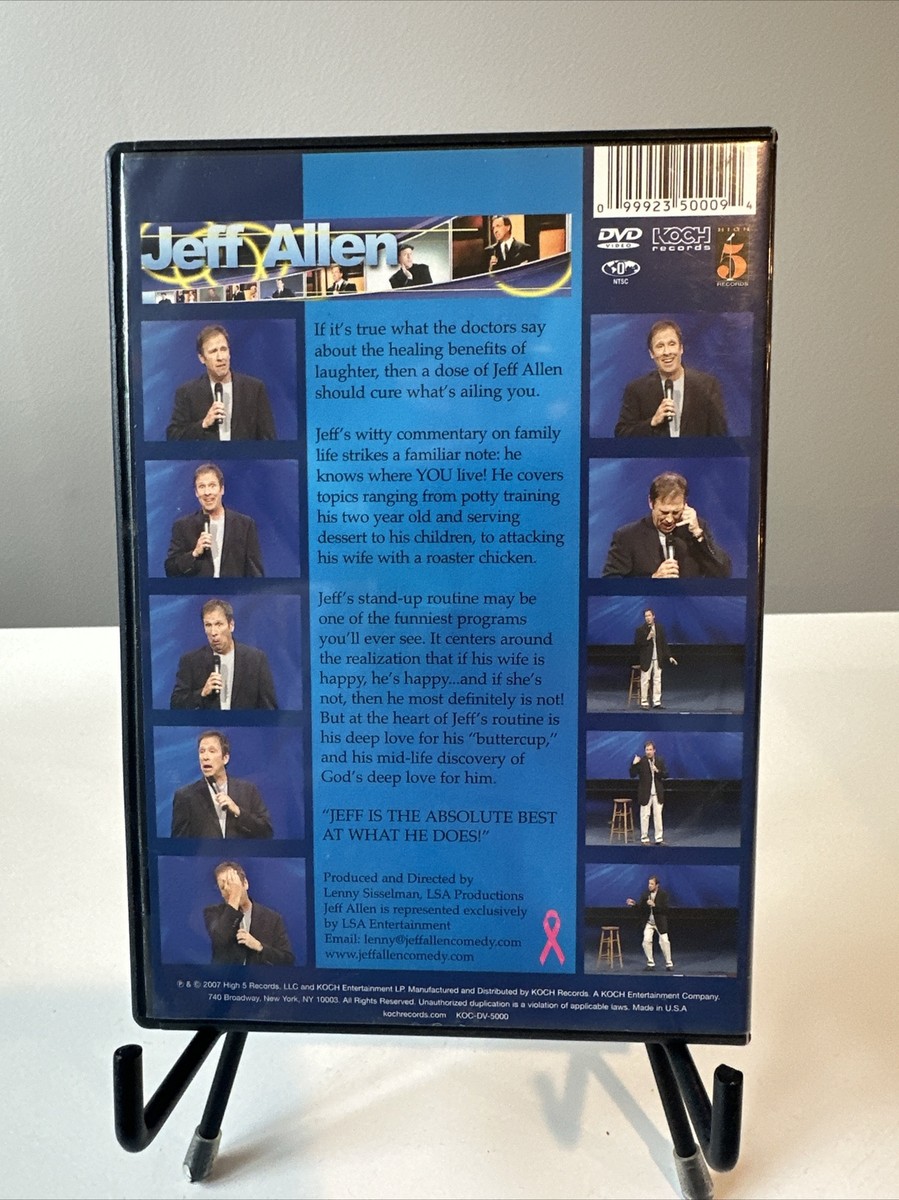 Jeff Allen
0 99923 50009 4
DVD
VIDEO
KOCH
records
HIGH
5
RECORDS
0
NTSC
If it's true what the doctors say
about the healing benefits of
laughter, then a dose of Jeff Allen
should cure what's ailing you.
Jeff's witty commentary on family
life strikes a familiar note: he
knows where YOU live! He covers
topics ranging from potty training
his two year old and serving
dessert to his children, to attacking
his wife with a roaster chicken.
Jeff's stand-up routine may be
one of the funniest programs
you'll ever see. It centers around
the realization that if his wife is
happy, he's happy...and if she's
not, then he most definitely is not!
But at the heart of Jeff's routine is
his deep love for his "buttercup,"
and his mid-life discovery of
God's deep love for him.
"JEFF IS THE ABSOLUTE BEST
AT WHAT HE DOES!"
Produced and Directed by
Lenny Sisselman, LSA Productions
Jeff Allen is represented exclusively
by LSA Entertainment
Email: lenny@jeffallencomedy.com
www.jeffallencomedy.com
℗ & © 2007 High 5 Records. LLC and KOCH Entertainment LP. Manufactured and Distributed by KOCH Records. A KOCH Entertainment Company.
740 Broadway, New York, NY 10003. All Rights Reserved. Unauthorized duplication is a violation of applicable laws. Made in U.S.A
kochrecords.com KOC-DV-5000